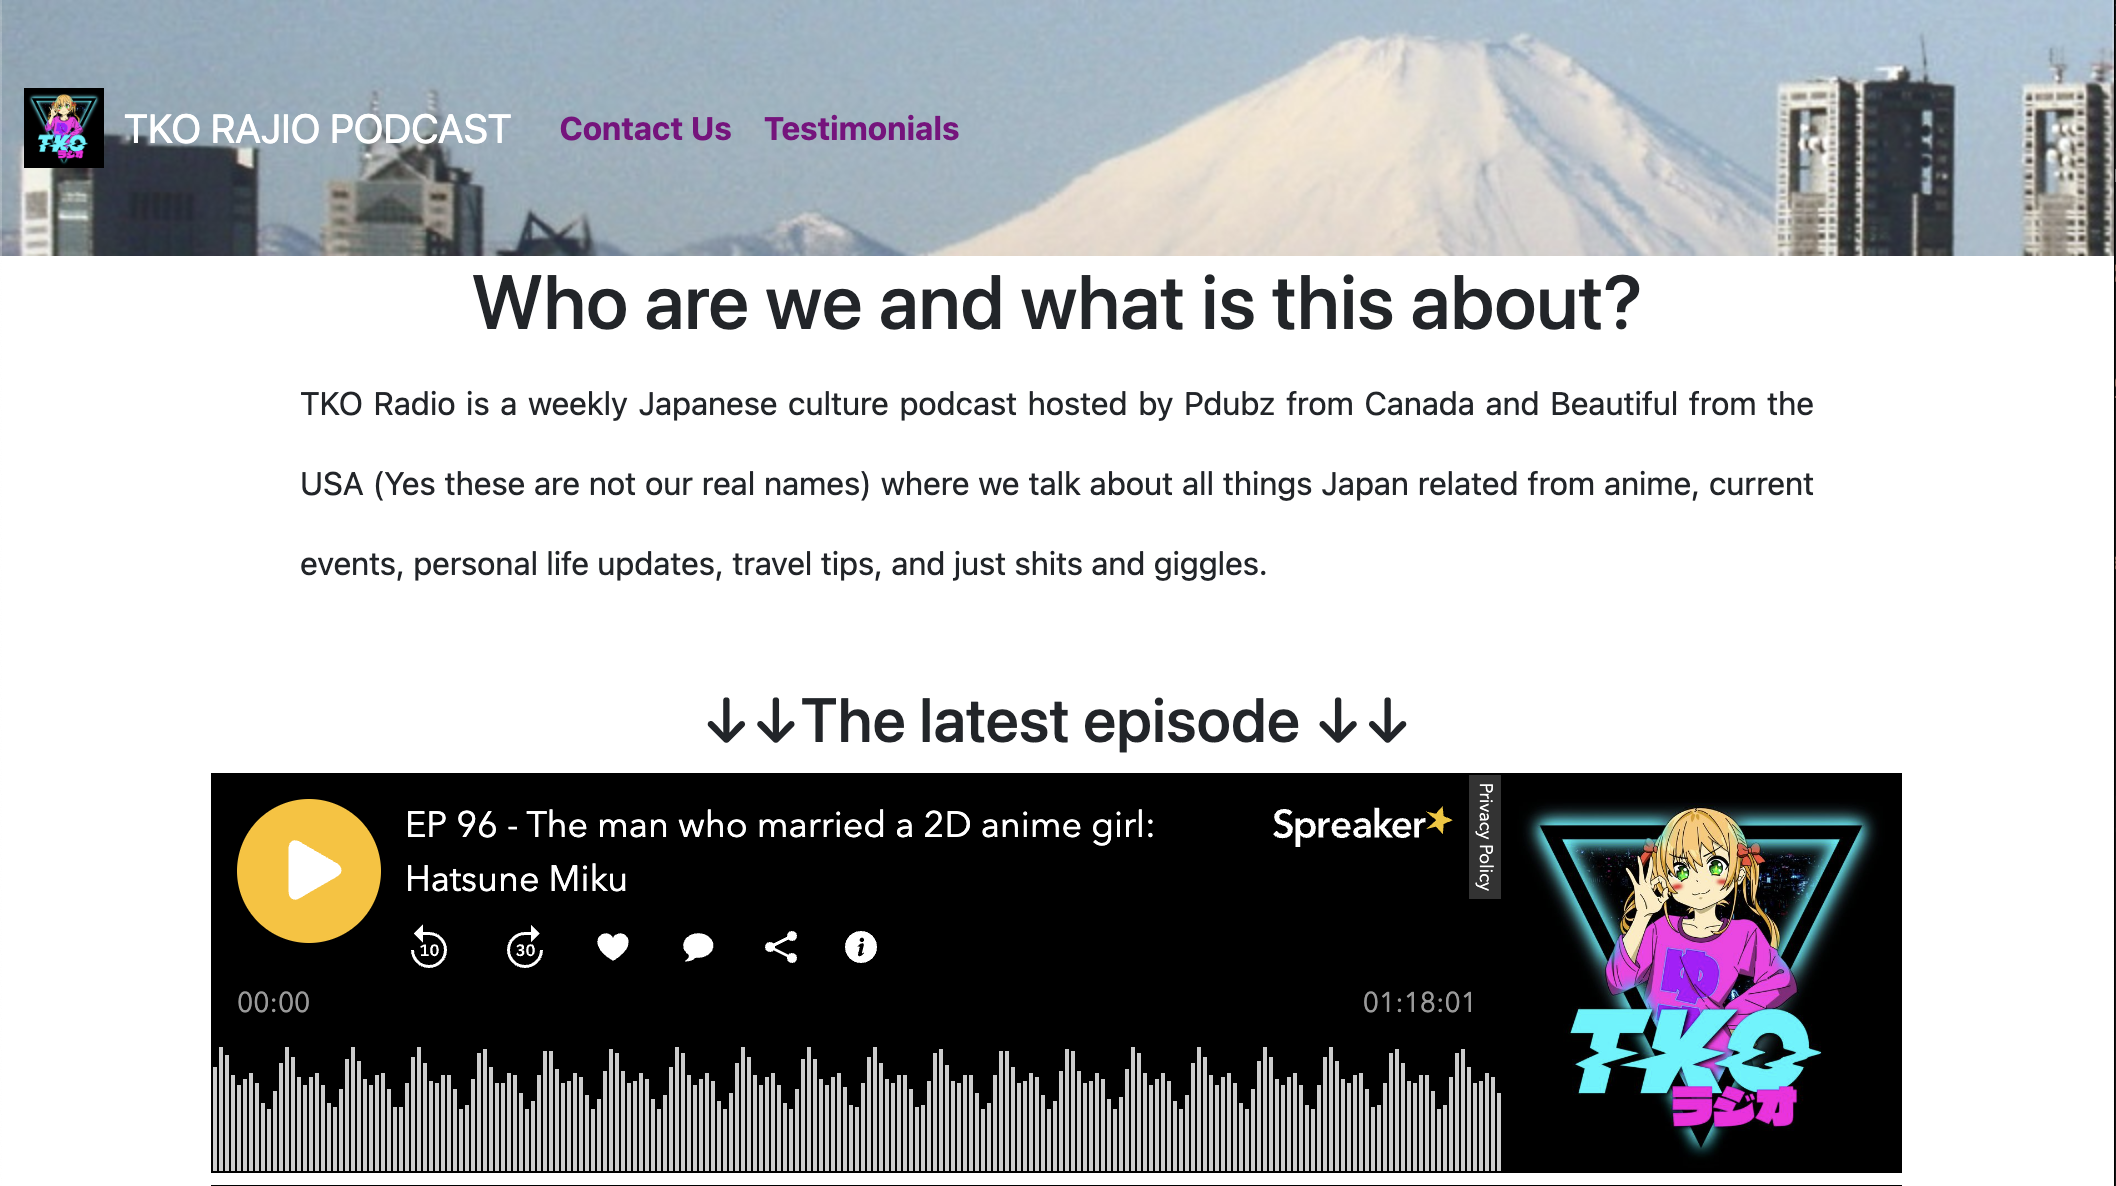 TKO
ラジオ
TKO RAJIO PODCAST
Contact Us
Testimonials
Who are we and what is this about?
TKO Radio is a weekly Japanese culture podcast hosted by Pdubz from Canada and Beautiful from the
USA (Yes these are not our real names) where we talk about all things Japan related from anime, current
events, personal life updates, travel tips, and just shits and giggles.
↓↓The latest episode ↓↓
EP 96 - The man who married a 2D anime girl:
Hatsune Miku
Spreaker
Privacy Policy
10
30
i
00:00
01:18:01
TKO
ラジオ